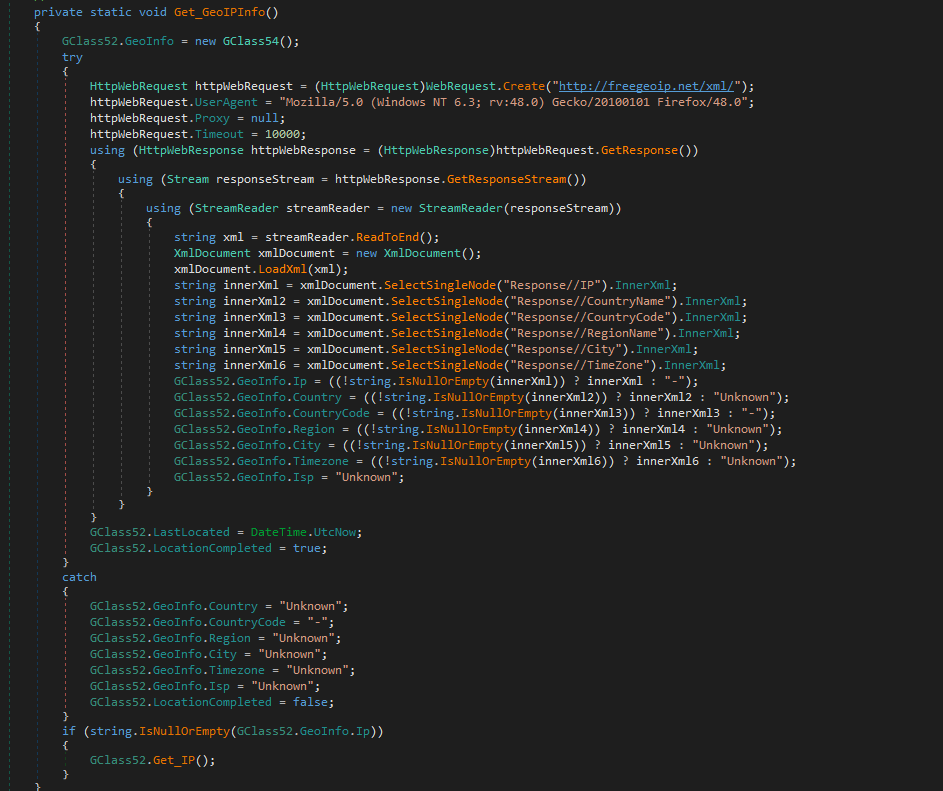 private static void Get_GeoIPInfo()
{
GClass52.GeoInfo = new GClass54();
try
{
HttpWebRequest httpWebRequest = (HttpWebRequest)WebRequest.Create("http://freegeoip.net/xml/");
httpWebRequest.UserAgent = "Mozilla/5.0 (Windows NT 6.3; rv:48.0) Gecko/20100101 Firefox/48.0";
httpWebRequest.Proxy = null;
httpWebRequest.Timeout = 10000;
using (HttpWebResponse httpWebResponse = (HttpWebResponse)httpWebRequest.GetResponse())
{
using (Stream responseStream = httpWebResponse.GetResponseStream())
{
using (StreamReader streamReader = new StreamReader(responseStream))
{
string xml = streamReader.ReadToEnd();
XmlDocument xmlDocument = new XmlDocument();
xmlDocument.LoadXml(xml);
string innerXml = xmlDocument.SelectSingleNode("Response//IP").InnerXml;
string innerXml2 = xmlDocument.SelectSingleNode("Response//CountryName").InnerXml;
string innerXml3 = xmlDocument.SelectSingleNode("Response//CountryCode").InnerXml;
string innerXml4 = xmlDocument.SelectSingleNode("Response//RegionName").InnerXml;
string innerXml5 = xmlDocument.SelectSingleNode("Response//City").InnerXml;
string innerXml6 = xmlDocument.SelectSingleNode("Response//TimeZone").InnerXml;
GClass52.GeoInfo.Ip = ((!string.IsNullOrEmpty(innerXml)) ? innerXml : "-");
GClass52.GeoInfo.Country = ((!string.IsNullOrEmpty(innerXml2)) ? innerXml2 : "Unknown");
GClass52.GeoInfo.CountryCode = ((!string.IsNullOrEmpty(innerXml3)) ? innerXml3 : "-");
GClass52.GeoInfo.Region = ((!string.IsNullOrEmpty(innerXml4)) ? innerXml4 : "Unknown");
GClass52.GeoInfo.City = ((!string.IsNullOrEmpty(innerXml5)) ? innerXml5 : "Unknown");
GClass52.GeoInfo.Timezone = ((!string.IsNullOrEmpty(innerXml6)) ? innerXml6 : "Unknown");
GClass52.GeoInfo.Isp = "Unknown";
}
}
}
GClass52.LastLocated = DateTime.UtcNow;
GClass52.LocationCompleted = true;
}
catch
{
GClass52.GeoInfo.Country = "Unknown";
GClass52.GeoInfo.CountryCode = "-";
GClass52.GeoInfo.Region = "Unknown";
GClass52.GeoInfo.City = "Unknown";
GClass52.GeoInfo.Timezone = "Unknown";
GClass52.GeoInfo.Isp = "Unknown";
GClass52.LocationCompleted = false;
}
if (string.IsNullOrEmpty(GClass52.GeoInfo.Ip))
{
GClass52.Get_IP();
}
}